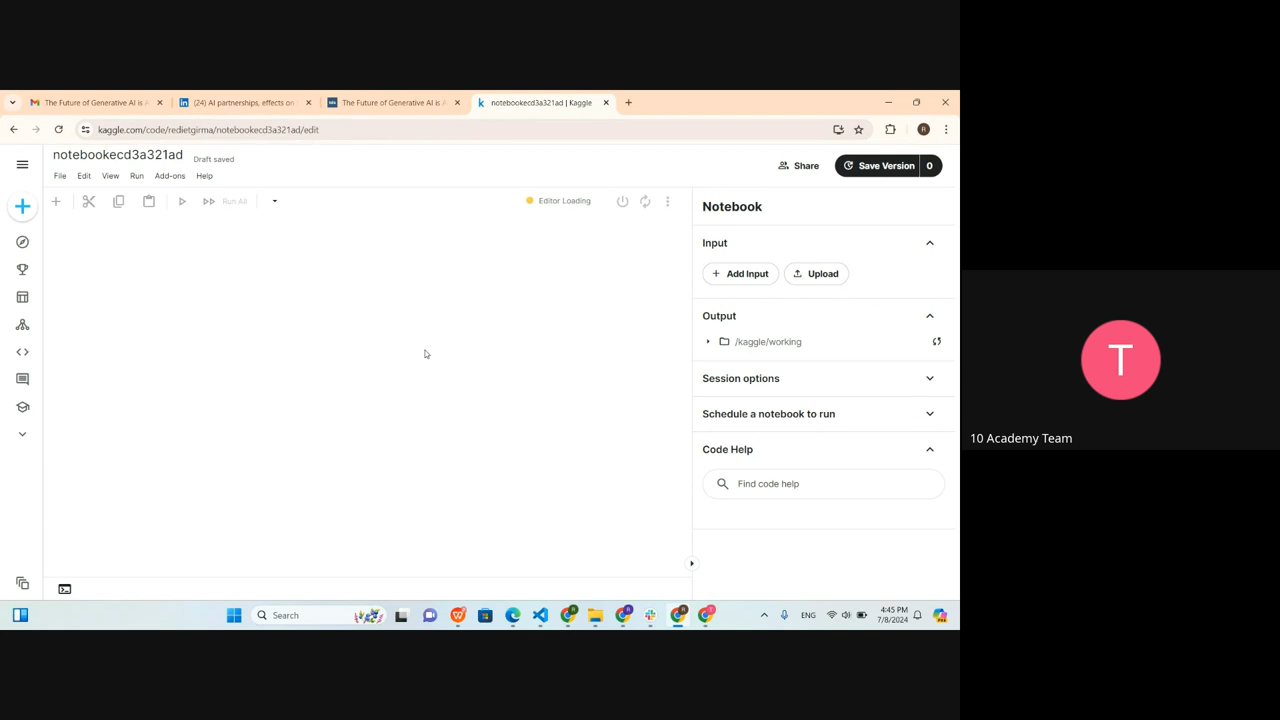 The Future of Generative AI is A
(24) AI partnerships, effects on
The Future of Generative AI is A
notebookecd3a321ad | Kaggle
kaggle.com/code/redietgirma/notebookecd3a321ad/edit
R
notebookecd3a321ad
Draft saved
Share
Save Version
0
File
Edit
View
Run
Add-ons
Help
Run All
Editor Loading
Notebook
Input
+ Add Input
Upload
Output
/kaggle/working
Session options
Schedule a notebook to run
Code Help
Find code help
T
10 Academy Team
Search
ENG
4:45 PM
7/8/2024